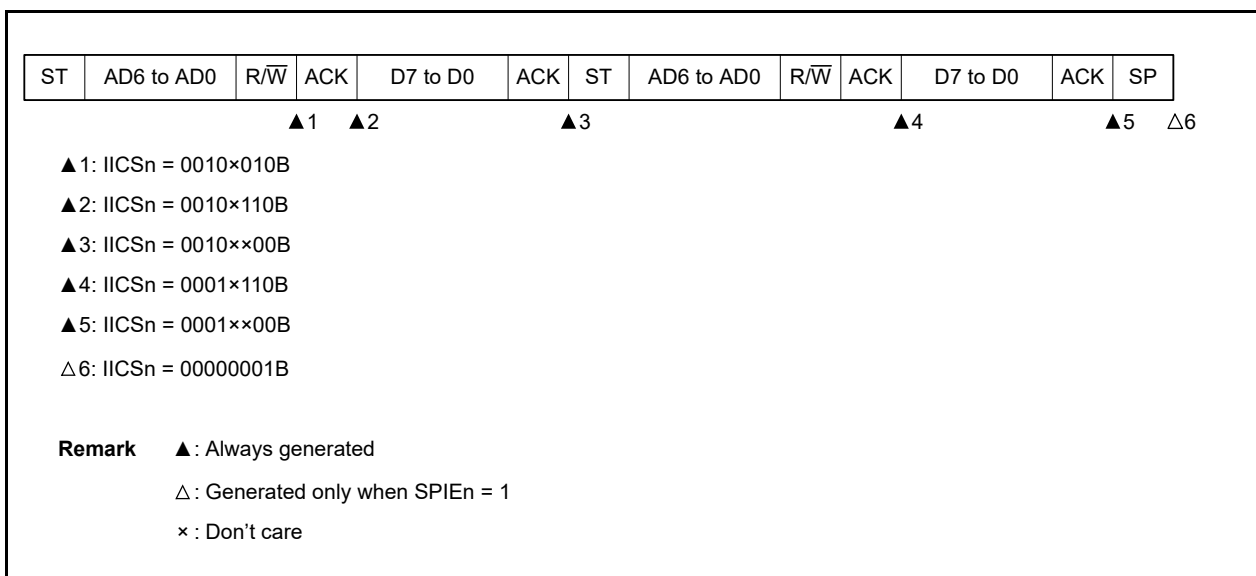 ST AD6 to AD0 R/W̅ ACK D7 to D0 ACK ST AD6 to AD0 R/W̅ ACK D7 to D0 ACK SP
▲1 ▲2 ▲3 ▲4 ▲5 △6
▲1: IICSn = 0010×010B
▲2: IICSn = 0010×110B
▲3: IICSn = 0010××00B
▲4: IICSn = 0001×110B
▲5: IICSn = 0001××00B
△6: IICSn = 00000001B
Remark ▲: Always generated
△: Generated only when SPIEn = 1
×: Don't care